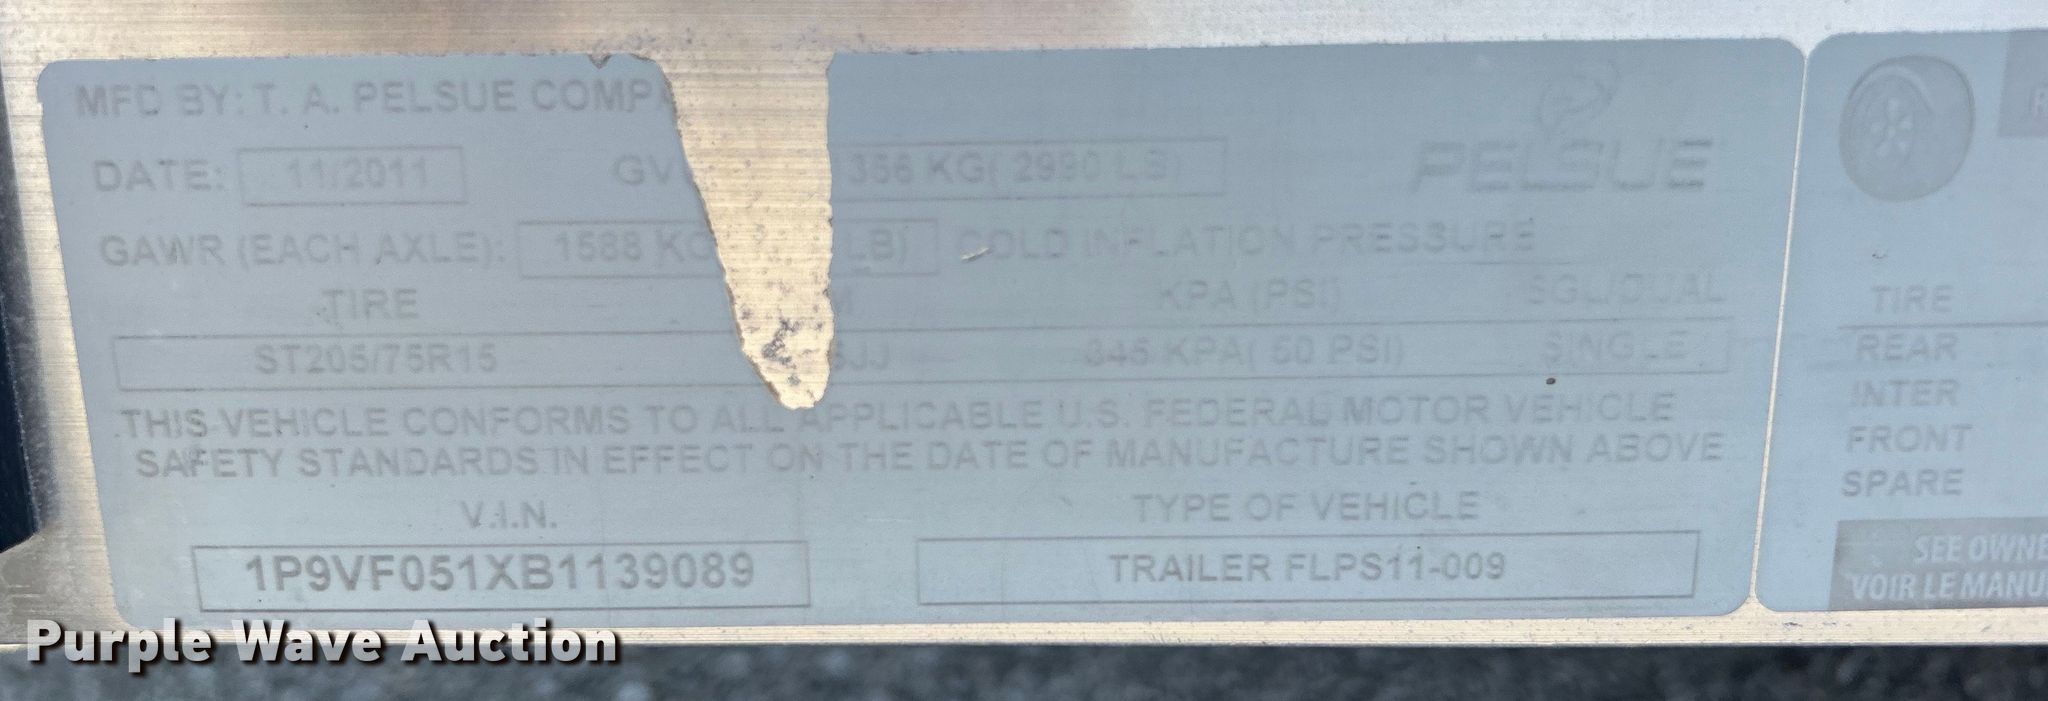 MFD BY: T. A. PELSUE COMPA
PELSUE
DATE: 11/2011 GV 356 KG( 2990 LB)
GAWR (EACH AXLE): 1588 KG LB) COLD INFLATION PRESSURE
TIRE M KPA (PSI) SGL/DUAL
ST205/75R15 5JJ 345 KPA( 50 PSI) SINGLE
THIS VEHICLE CONFORMS TO ALL APPLICABLE U.S. FEDERAL MOTOR VEHICLE
SAFETY STANDARDS IN EFFECT ON THE DATE OF MANUFACTURE SHOWN ABOVE
V.I.N. TYPE OF VEHICLE
1P9VF051XB1139089 TRAILER FLPS11-009
TIRE
REAR
INTER
FRONT
SPARE
SEE OWNE
VOIR LE MANU
Purple Wave Auction